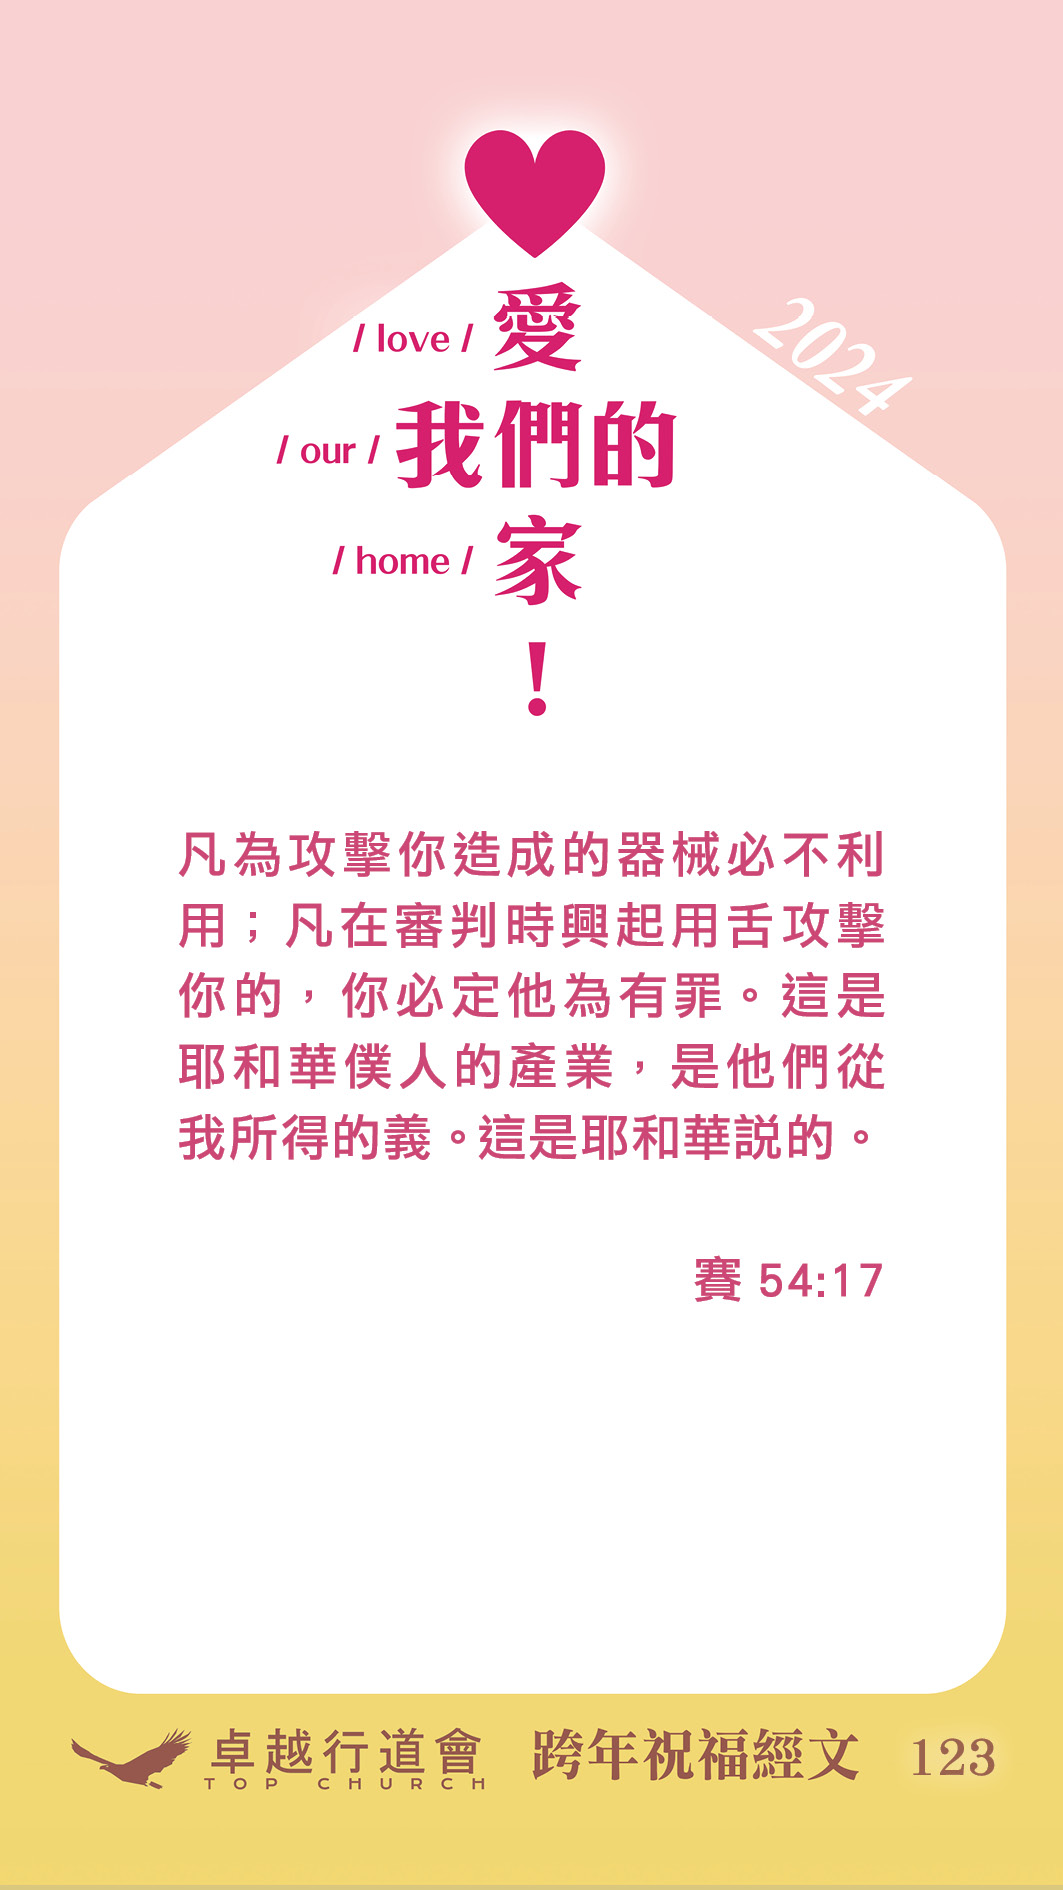 / love / 愛
2024
/ our / 我們的
/ home / 家
!
凡為攻擊你造成的器械必不利
用；凡在審判時興起用舌攻擊
你的，你必定他為有罪。這是
耶和華僕人的產業，是他們從
我所得的義。這是耶和華説的。
賽 54:17
卓越行道會 跨年祝福經文 123
TOP CHURCH